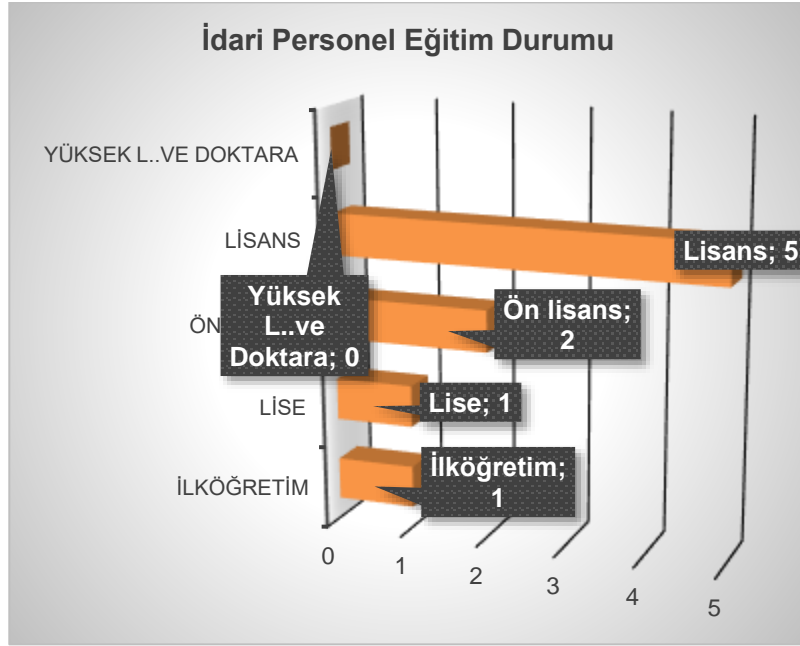 İdari Personel Eğitim Durumu
YÜKSEK L..VE DOKTARA
LİSANS
ÖN
LİSE
İLKÖĞRETİM
Lisans; 5
Yüksek
L..ve
Doktara; 0
Ön lisans;
2
Lise; 1
İlköğretim;
1
0
1
2
3
4
5